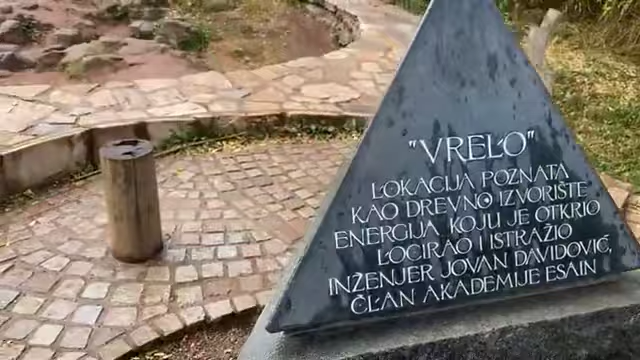 "VRELO"
LOKACIJA POZNATA
KAO DREVNO IZVORIŠTE
ENERGIJA KOJU JE OTKRIO
LOCIRAO I ISTRAŽIO
INŽENJER JOVAN DAVIDOVIĆ
ČLAN AKADEMIJE ESAIN